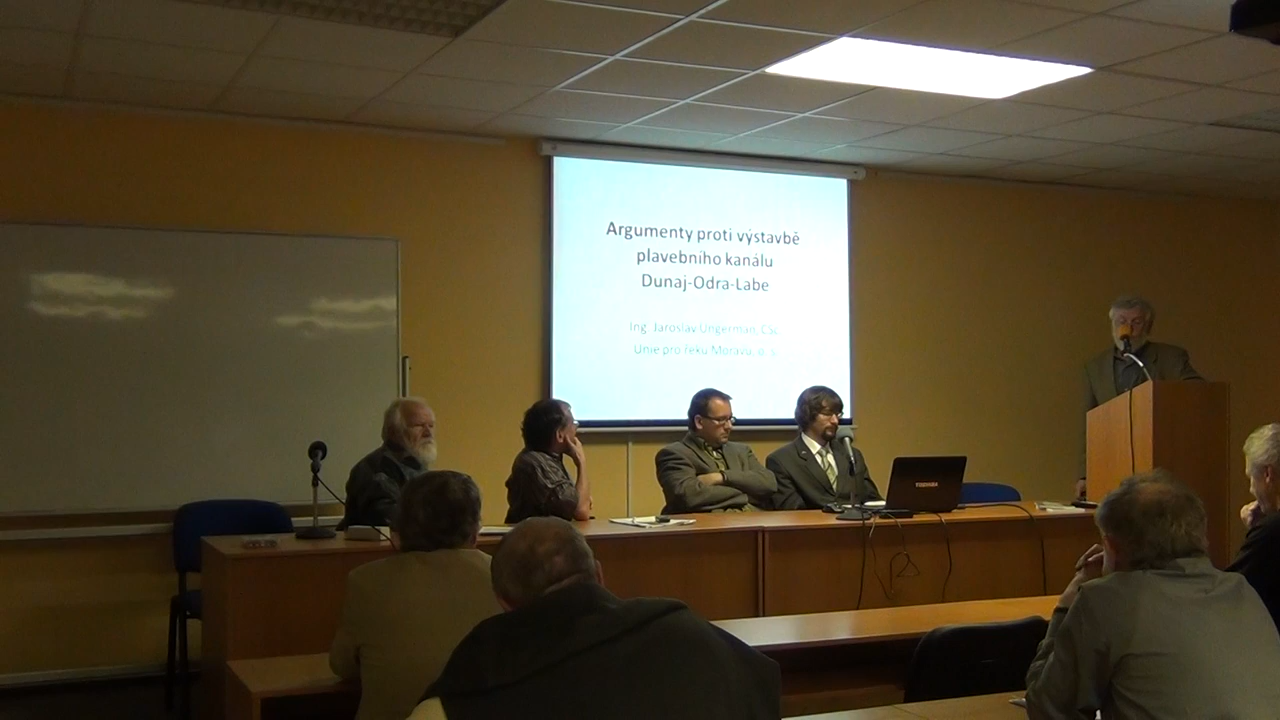 Argumenty proti výstavbě
plavebního kanálu
Dunaj-Odra-Labe
Ing. Jaroslav Ungerman, CSc.
Unie pro řeku Moravu, o. s.
TOSHIBA